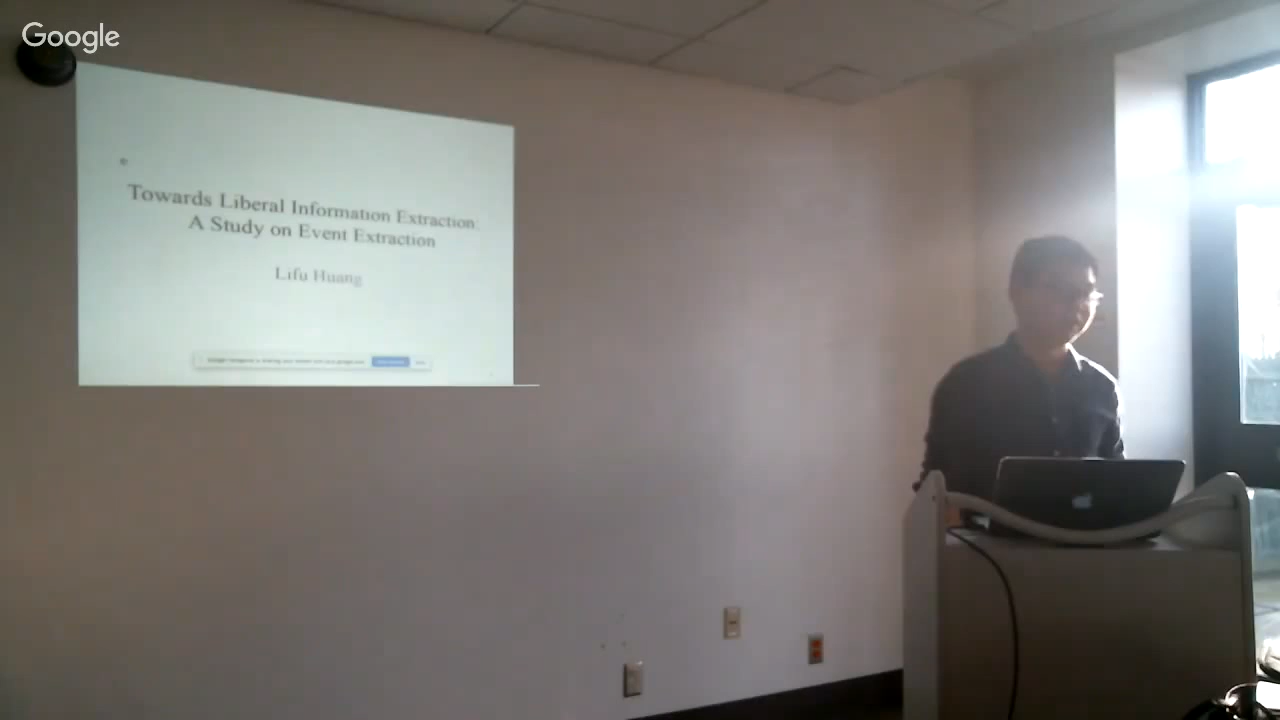 Google
Towards Liberal Information Extraction:
A Study on Event Extraction
Lifu Huang